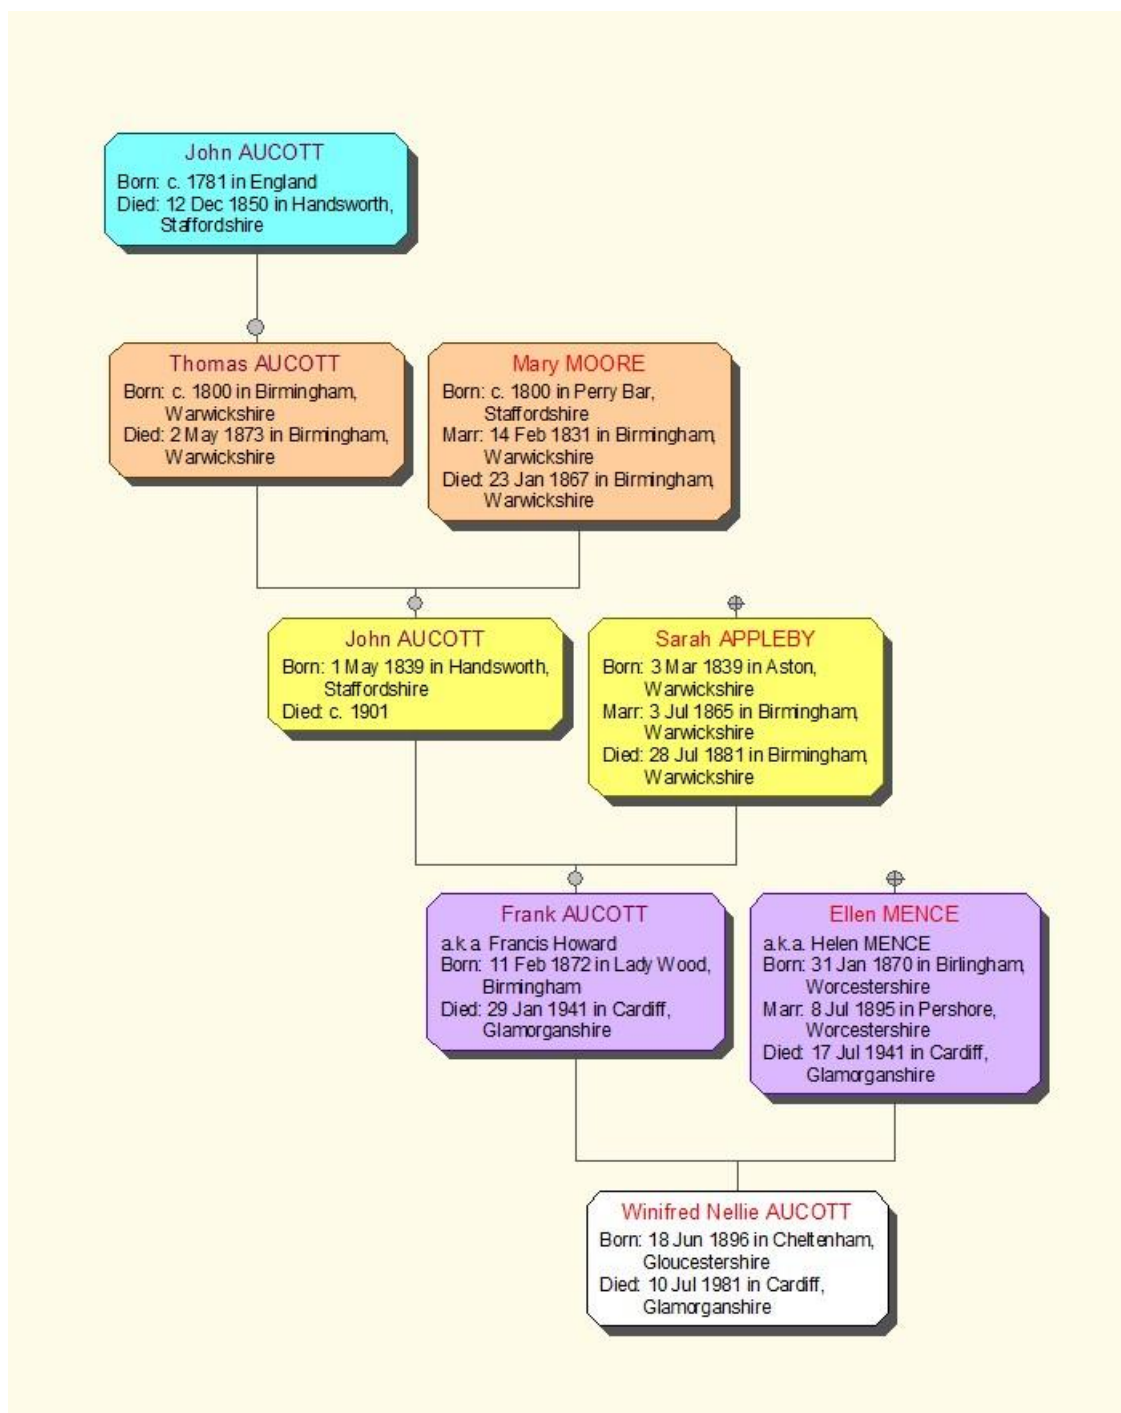 John AUCOTT
Born: c. 1781 in England
Died: 12 Dec 1850 in Handsworth,
Staffordshire
Thomas AUCOTT
Born: c. 1800 in Birmingham,
Warwickshire
Died: 2 May 1873 in Birmingham,
Warwickshire
Mary MOORE
Born: c. 1800 in Perry Bar,
Staffordshire
Marr: 14 Feb 1831 in Birmingham,
Warwickshire
Died: 23 Jan 1867 in Birmingham,
Warwickshire
John AUCOTT
Born: 1 May 1839 in Handsworth,
Staffordshire
Died: c. 1901
Sarah APPLEBY
Born: 3 Mar 1839 in Aston,
Warwickshire
Marr: 3 Jul 1865 in Birmingham,
Warwickshire
Died: 28 Jul 1881 in Birmingham,
Warwickshire
Frank AUCOTT
a.k.a. Francis Howard
Born: 11 Feb 1872 in Lady Wood,
Birmingham
Died: 29 Jan 1941 in Cardiff,
Glamorganshire
Ellen MENCE
a.k.a. Helen MENCE
Born: 31 Jan 1870 in Birlingham,
Worcestershire
Marr: 8 Jul 1895 in Pershore,
Worcestershire
Died: 17 Jul 1941 in Cardiff,
Glamorganshire
Winifred Nellie AUCOTT
Born: 18 Jun 1896 in Cheltenham,
Gloucestershire
Died: 10 Jul 1981 in Cardiff,
Glamorganshire